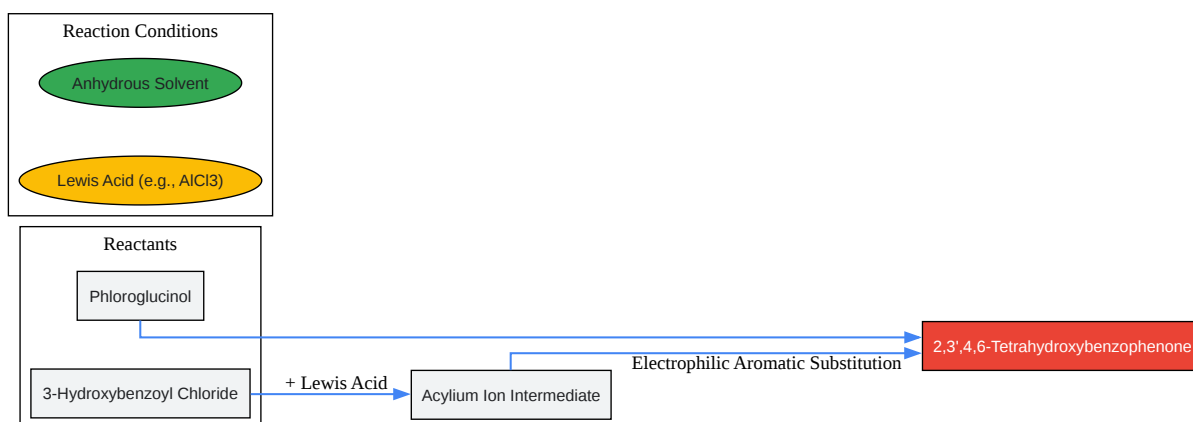 Reaction Conditions
Anhydrous Solvent
Lewis Acid (e.g., AlCl3)
Reactants
Phloroglucinol
3-Hydroxybenzoyl Chloride
+ Lewis Acid
Acylium Ion Intermediate
Electrophilic Aromatic Substitution
2,3',4,6-Tetrahydroxybenzophenone